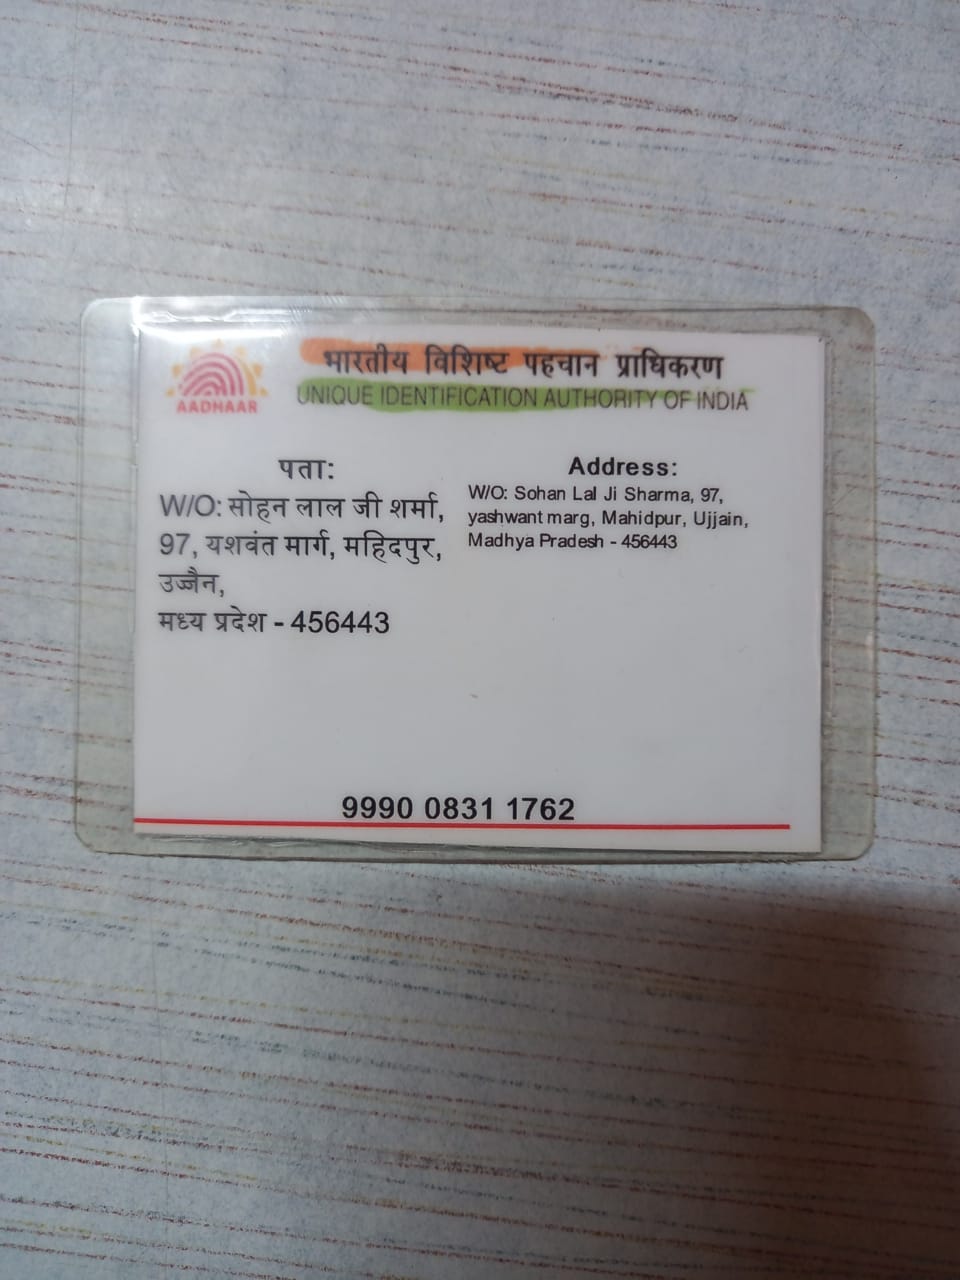 AADHAAR
भारतीय विशिष्ट पहचान प्राधिकरण
UNIQUE IDENTIFICATION AUTHORITY OF INDIA
पता:
W/O: सोहन लाल जी शर्मा,
97, यशवंत मार्ग, महिदपुर,
उज्जैन,
मध्य प्रदेश - 456443
Address:
W/O: Sohan Lal Ji Sharma, 97,
yashwant marg, Mahidpur, Ujjain,
Madhya Pradesh - 456443
9990 0831 1762